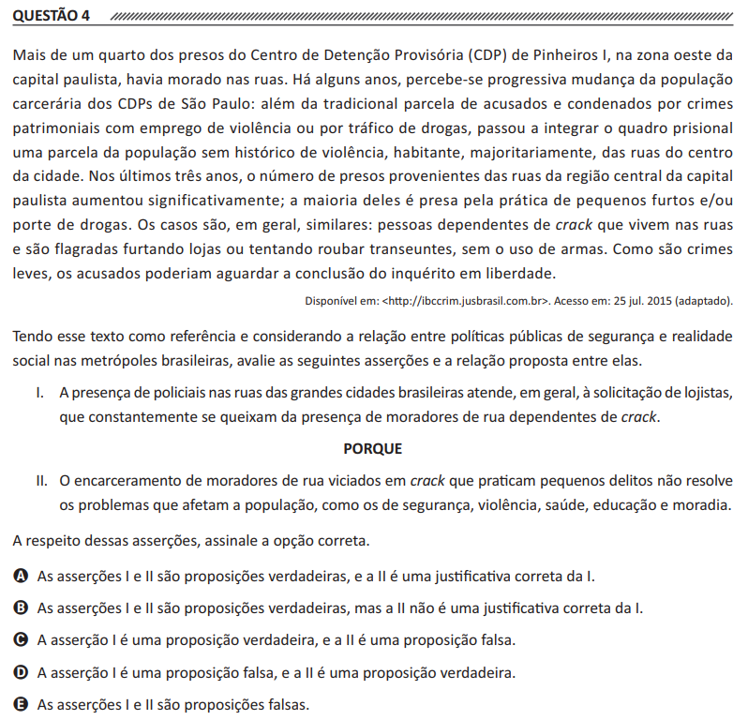 QUESTÃO 4
Mais de um quarto dos presos do Centro de Detenção Provisória (CDP) de Pinheiros I, na zona oeste da
capital paulista, havia morado nas ruas. Há alguns anos, percebe-se progressiva mudança da população
carcerária dos CDPs de São Paulo: além da tradicional parcela de acusados e condenados por crimes
patrimoniais com emprego de violência ou por tráfico de drogas, passou a integrar o quadro prisional
uma parcela da população sem histórico de violência, habitante, majoritariamente, das ruas do centro
da cidade. Nos últimos três anos, o número de presos provenientes das ruas da região central da capital
paulista aumentou significativamente; a maioria deles é presa pela prática de pequenos furtos e/ou
porte de drogas. Os casos são, em geral, similares: pessoas dependentes de crack que vivem nas ruas
e são flagradas furtando lojas ou tentando roubar transeuntes, sem o uso de armas. Como são crimes
leves, os acusados poderiam aguardar a conclusão do inquérito em liberdade.
Disponível em: <http://ibccrim.jusbrasil.com.br>. Acesso em: 25 jul. 2015 (adaptado).
Tendo esse texto como referência e considerando a relação entre políticas públicas de segurança e realidade
social nas metrópoles brasileiras, avalie as seguintes asserções e a relação proposta entre elas.
I. A presença de policiais nas ruas das grandes cidades brasileiras atende, em geral, à solicitação de lojistas,
que constantemente se queixam da presença de moradores de rua dependentes de crack.
PORQUE
II. O encarceramento de moradores de rua viciados em crack que praticam pequenos delitos não resolve
os problemas que afetam a população, como os de segurança, violência, saúde, educação e moradia.
A respeito dessas asserções, assinale a opção correta.
A As asserções I e II são proposições verdadeiras, e a II é uma justificativa correta da I.
B As asserções I e II são proposições verdadeiras, mas a II não é uma justificativa correta da I.
C A asserção I é uma proposição verdadeira, e a II é uma proposição falsa.
D A asserção I é uma proposição falsa, e a II é uma proposição verdadeira.
E As asserções I e II são proposições falsas.